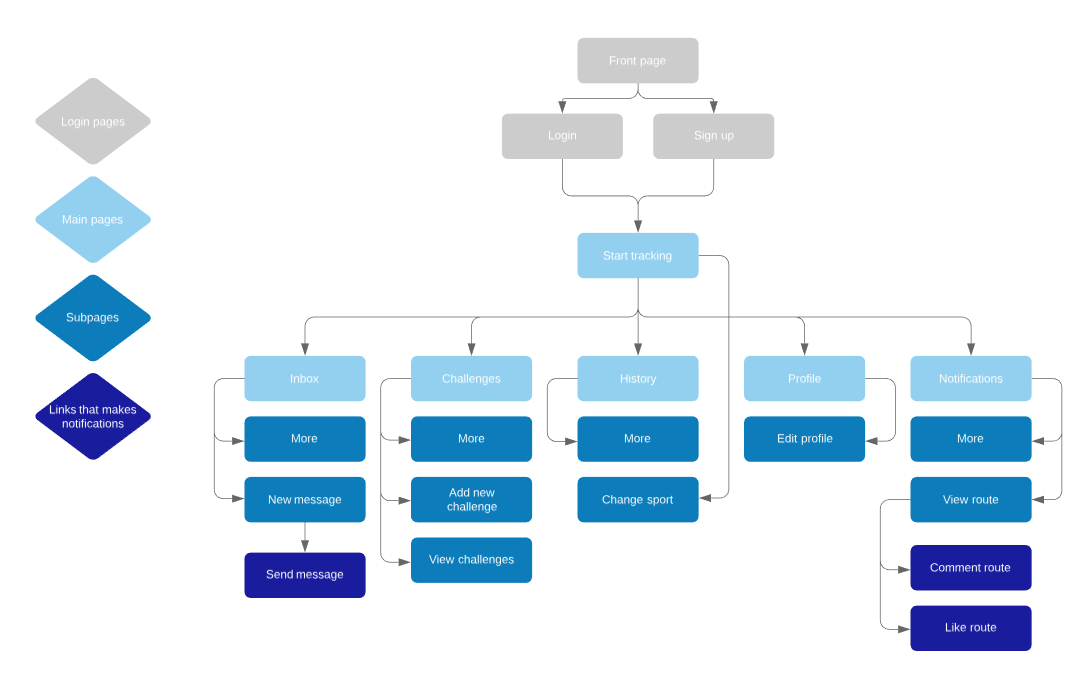 Front page
Login pages
Login
Sign up
Main pages
Start tracking
Subpages
Inbox
Challenges
History
Profile
Notifications
Links that makes
notifications
More
More
More
Edit profile
More
New message
Add new
challenge
Change sport
View route
View challenges
Send message
Comment route
Like route